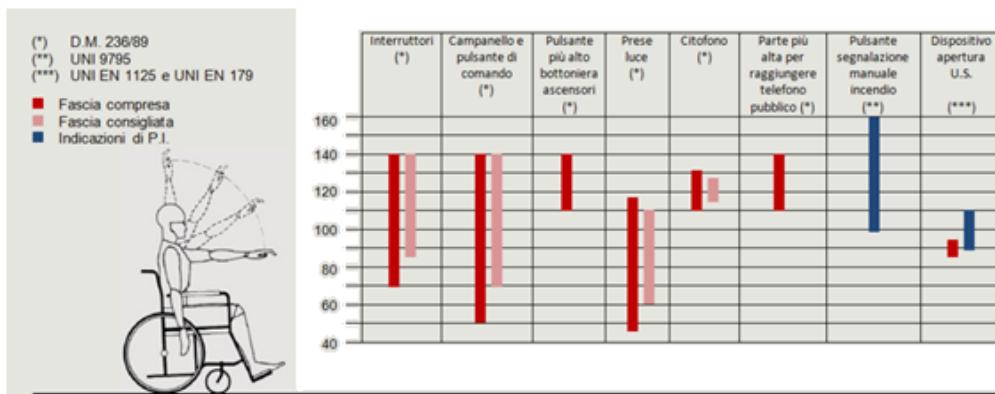 (*) D.M. 236/89
(**) UNI 9795
(***) UNI EN 1125 e UNI EN 179
Fascia compresa
Fascia consigliata
Indicazioni di P.I.
Interruttori
(*)
Campanello e
pulsante di
comando
(*)
Pulsante
più alto
bottoniera
ascensori
(*)
Prese
luce
(*)
Citofono
(*)
Parte più
alta per
raggiungere
telefono
pubblico (*)
Pulsante
segnalazione
manuale
incendio
(**)
Dispositivo
apertura
U.S.
(***)
160
140
120
100
80
60
40